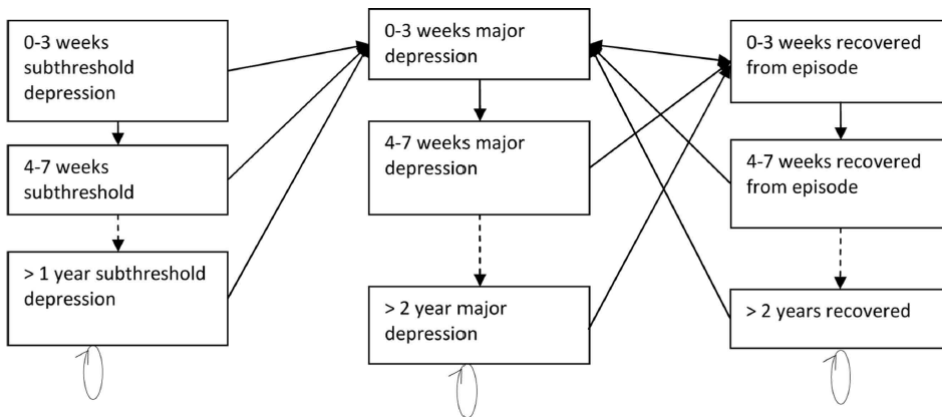 0-3 weeks
subthreshold
depression
4-7 weeks
subthreshold
> 1 year subthreshold
depression
0-3 weeks major
depression
4-7 weeks major
depression
> 2 year major
depression
0-3 weeks recovered
from episode
4-7 weeks recovered
from episode
> 2 years recovered